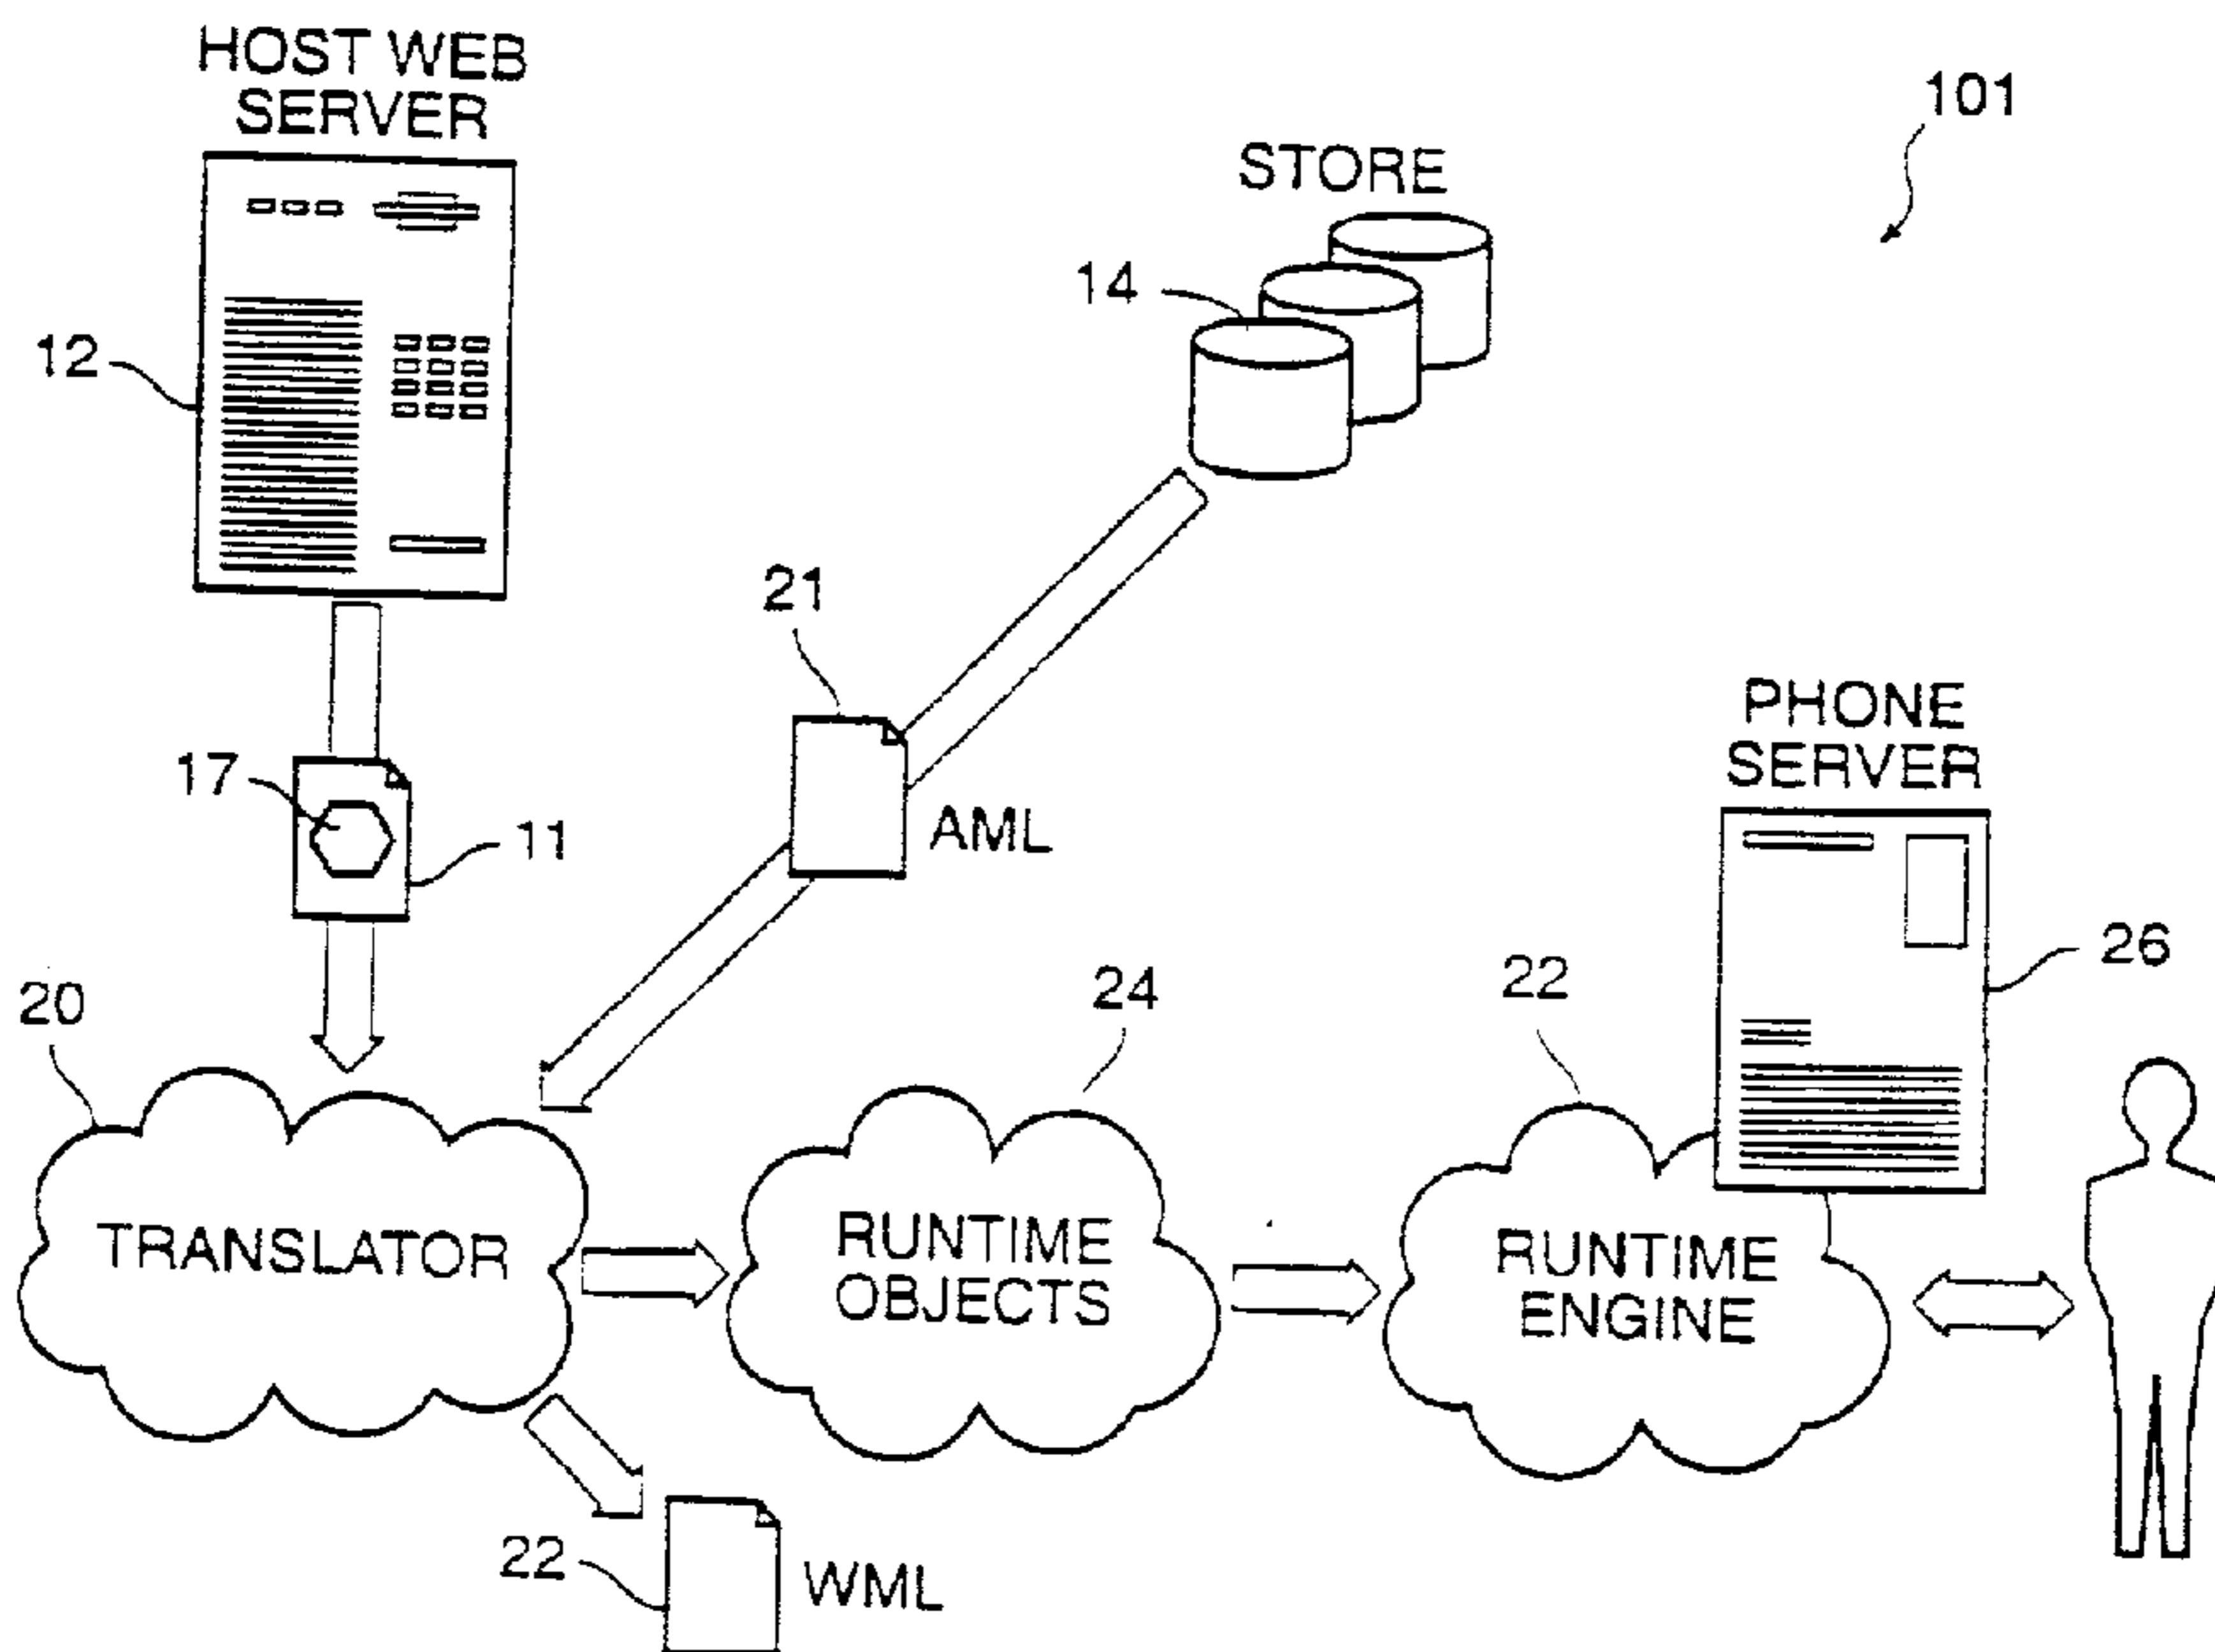 HOST WEB
SERVER
101
STORE
14
12
21
PHONE
SERVER
17
11
AML
26
20
24
22
TRANSLATOR
RUNTIME
OBJECTS
RUNTIME
ENGINE
22
WML